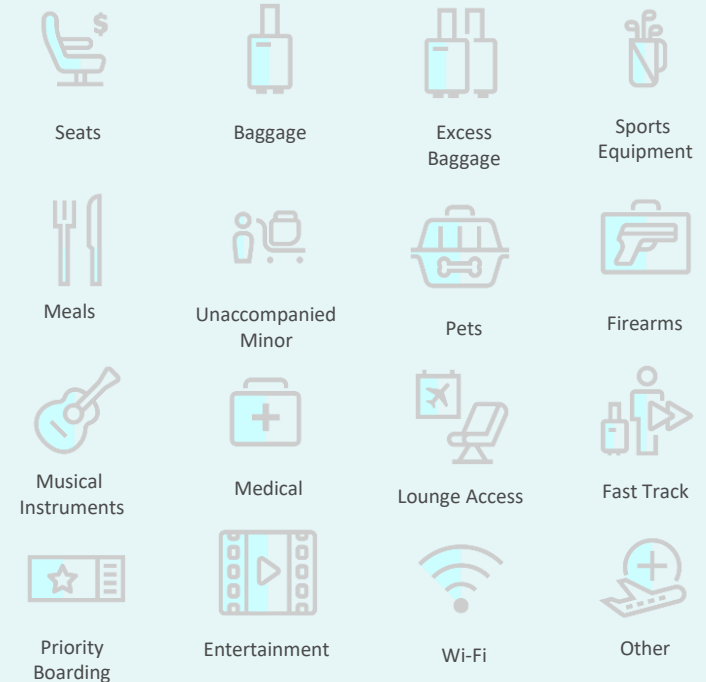 $
Seats
Baggage
Excess
Baggage
Sports
Equipment
Meals
Unaccompanied
Minor
Pets
Firearms
Musical
Instruments
Medical
Lounge Access
Fast Track
Priority
Boarding
Entertainment
Wi-Fi
Other